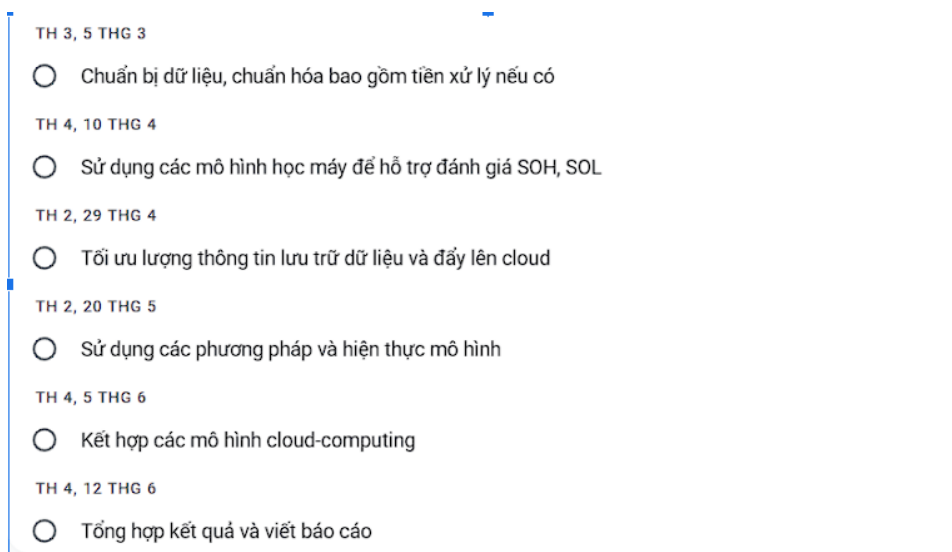 TH 3, 5 THG 3
Chuẩn bị dữ liệu, chuẩn hóa bao gồm tiền xử lý nếu có
TH 4, 10 THG 4
Sử dụng các mô hình học máy để hỗ trợ đánh giá SOH, SOL
TH 2, 29 THG 4
Tối ưu lượng thông tin lưu trữ dữ liệu và đẩy lên cloud
TH 2, 20 THG 5
Sử dụng các phương pháp và hiện thực mô hình
TH 4, 5 THG 6
Kết hợp các mô hình cloud-computing
TH 4, 12 THG 6
Tổng hợp kết quả và viết báo cáo